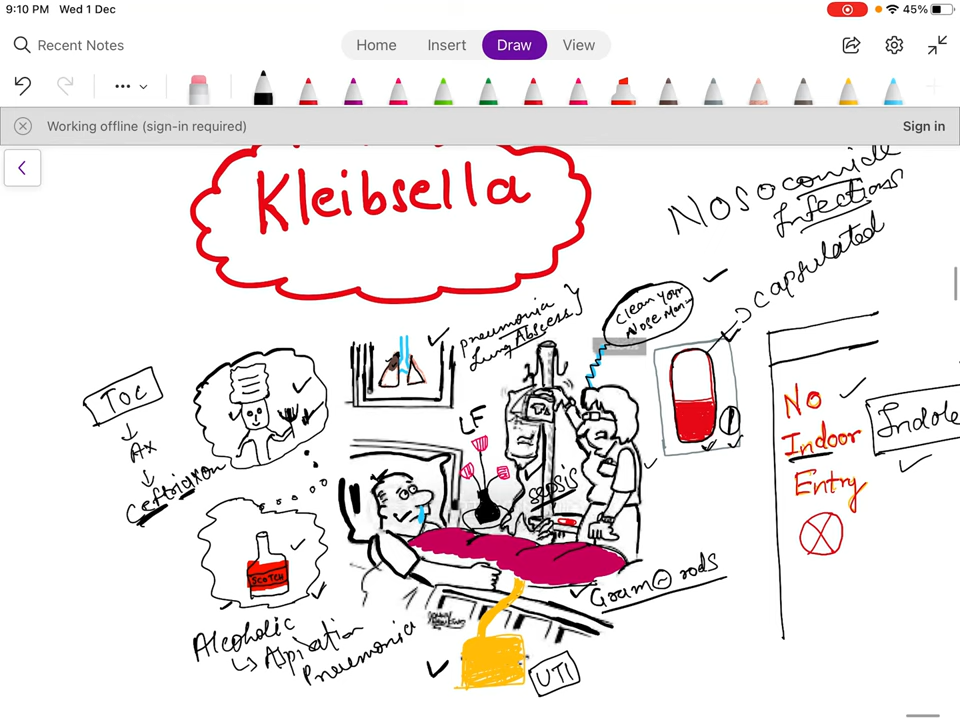 9:10 PM Wed 1 Dec
45%
Recent Notes
Home Insert Draw View
Working offline (sign-in required)
Sign in
Kleibsella
Nosocomide
Infections
capsulated
pneumonia
Lung Abscess
Clean Your
Nose Man
TOC
Ax
Ceftriaxon
LF
sepsis
No
Indoor
Entry
Indole
SCOTCH
Gram - rods
Alcoholic
Aspiration
Pneumonia
UTI